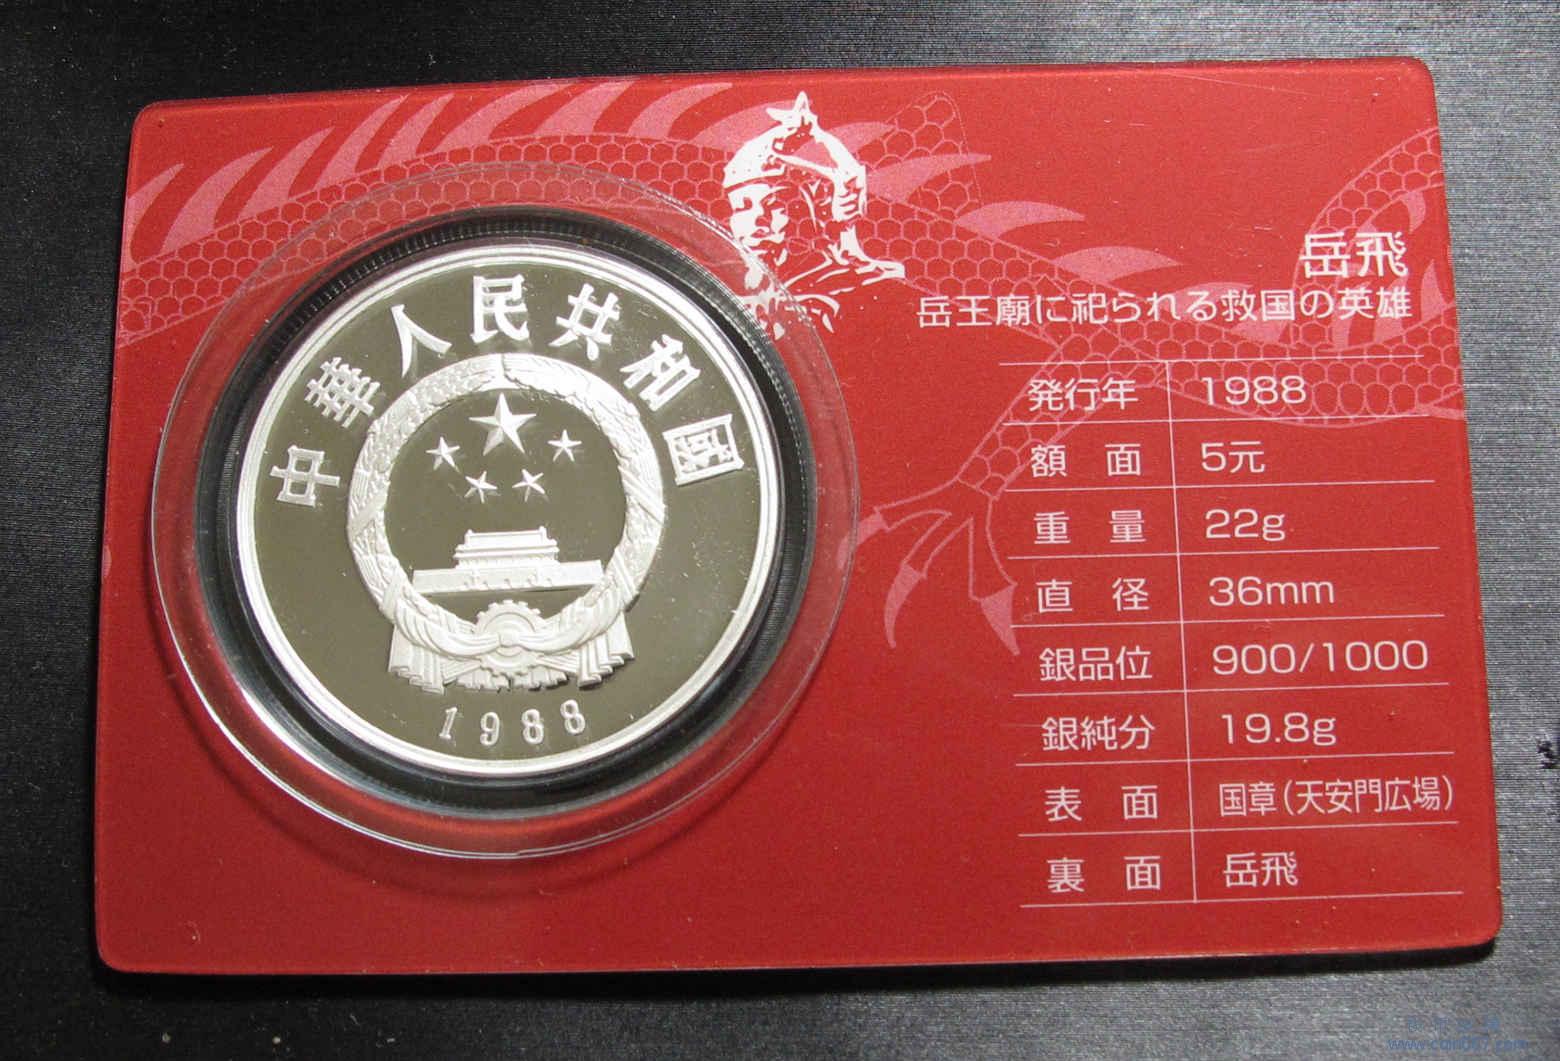 中華人民共和國
1988
岳飛
岳王廟に祀られる救国の英雄
発行年 1988
額面 5元
重量 22g
直径 36mm
銀品位 900/1000
銀純分 19.8g
表面 国章(天安門広場)
裏面 岳飛
www.coin007.com